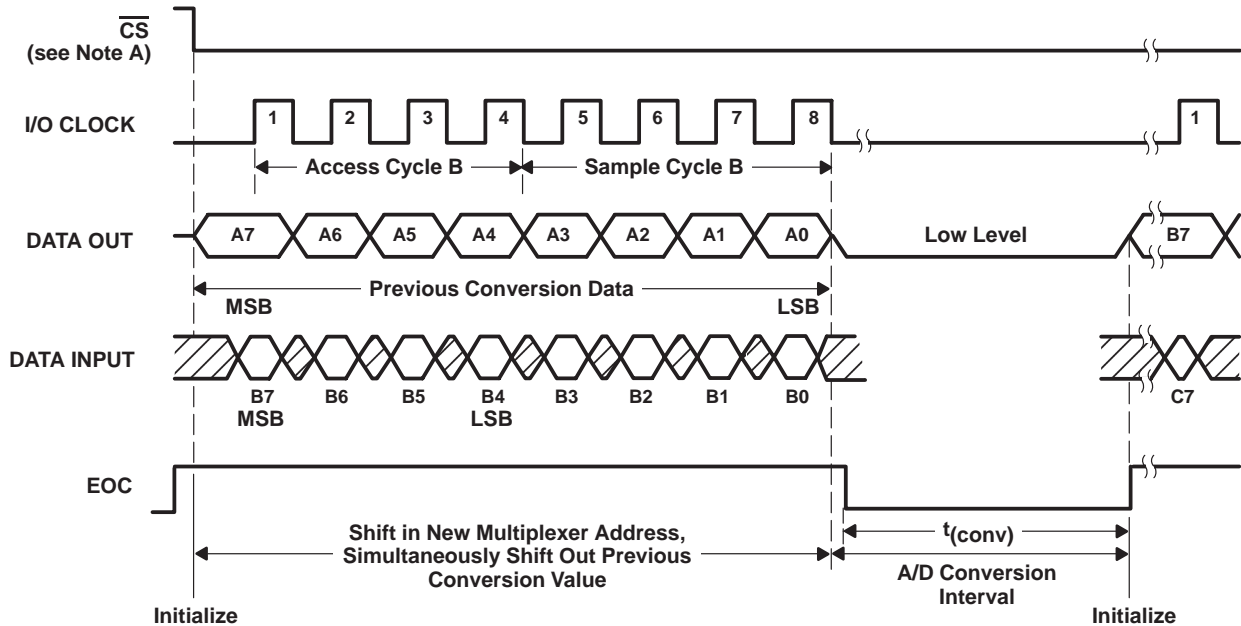 CS
(see Note A)
I/O CLOCK
1 2 3 4 5 6 7 8 1
Access Cycle B Sample Cycle B
DATA OUT
A7 A6 A5 A4 A3 A2 A1 A0 Low Level B7
Previous Conversion Data
MSB LSB
DATA INPUT
B7 B6 B5 B4 B3 B2 B1 B0 C7
MSB LSB
EOC
Shift in New Multiplexer Address,
Simultaneously Shift Out Previous
Conversion Value
t(conv)
A/D Conversion
Interval
Initialize Initialize